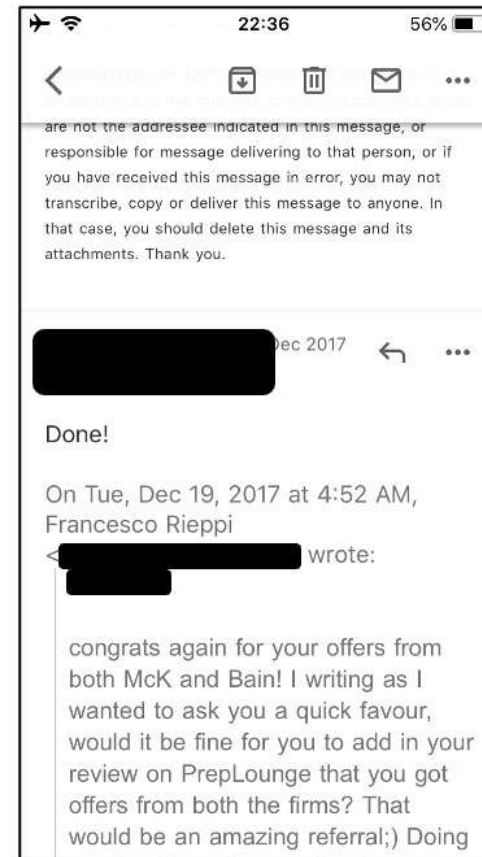 22:36
56%
are not the addressee indicated in this message, or
responsible for message delivering to that person, or if
you have received this message in error, you may not
transcribe, copy or deliver this message to anyone. In
that case, you should delete this message and its
attachments. Thank you.
Dec 2017
Done!
On Tue, Dec 19, 2017 at 4:52 AM,
Francesco Rieppi
< wrote:
congrats again for your offers from
both McK and Bain! I writing as I
wanted to ask you a quick favour,
would it be fine for you to add in your
review on PrepLounge that you got
offers from both the firms? That
would be an amazing referral;) Doing